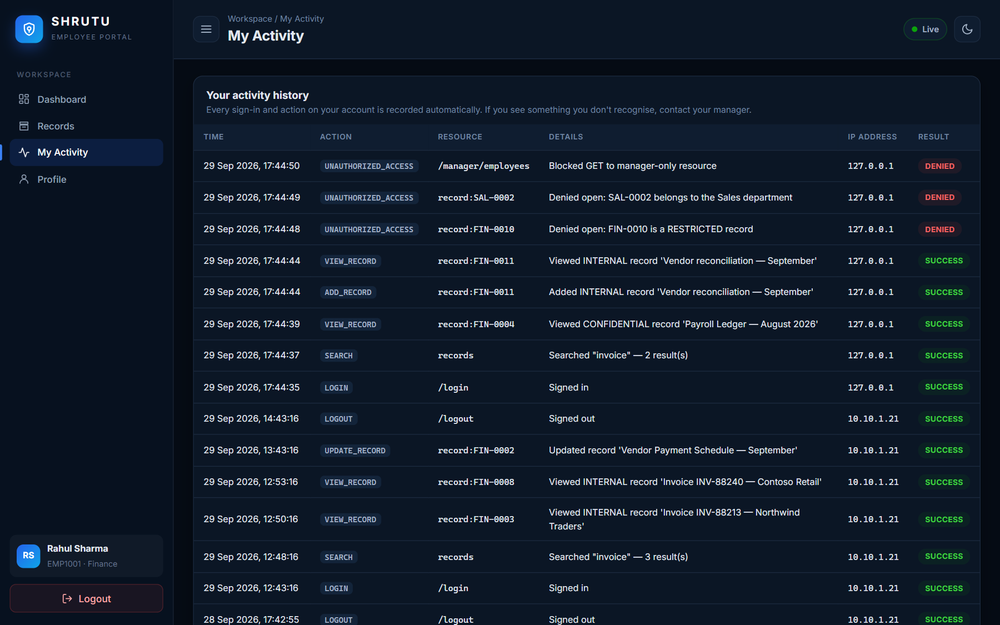 SHRUTU
EMPLOYEE PORTAL
WORKSPACE
Dashboard
Records
My Activity
Profile
RS
Rahul Sharma
EMP1001 · Finance
Logout
Workspace / My Activity
My Activity
Live
Your activity history
Every sign-in and action on your account is recorded automatically. If you see something you don't recognise, contact your manager.
TIME ACTION RESOURCE DETAILS IP ADDRESS RESULT
29 Sep 2026, 17:44:50 UNAUTHORIZED_ACCESS /manager/employees Blocked GET to manager-only resource 127.0.0.1 DENIED
29 Sep 2026, 17:44:49 UNAUTHORIZED_ACCESS record:SAL-0002 Denied open: SAL-0002 belongs to the Sales department 127.0.0.1 DENIED
29 Sep 2026, 17:44:48 UNAUTHORIZED_ACCESS record:FIN-0010 Denied open: FIN-0010 is a RESTRICTED record 127.0.0.1 DENIED
29 Sep 2026, 17:44:44 VIEW_RECORD record:FIN-0011 Viewed INTERNAL record 'Vendor reconciliation — September' 127.0.0.1 SUCCESS
29 Sep 2026, 17:44:44 ADD_RECORD record:FIN-0011 Added INTERNAL record 'Vendor reconciliation — September' 127.0.0.1 SUCCESS
29 Sep 2026, 17:44:39 VIEW_RECORD record:FIN-0004 Viewed CONFIDENTIAL record 'Payroll Ledger — August 2026' 127.0.0.1 SUCCESS
29 Sep 2026, 17:44:37 SEARCH records Searched "invoice" — 2 result(s) 127.0.0.1 SUCCESS
29 Sep 2026, 17:44:35 LOGIN /login Signed in 127.0.0.1 SUCCESS
29 Sep 2026, 14:43:16 LOGOUT /logout Signed out 10.10.1.21 SUCCESS
29 Sep 2026, 13:43:16 UPDATE_RECORD record:FIN-0002 Updated record 'Vendor Payment Schedule — September' 10.10.1.21 SUCCESS
29 Sep 2026, 12:53:16 VIEW_RECORD record:FIN-0008 Viewed INTERNAL record 'Invoice INV-88240 — Contoso Retail' 10.10.1.21 SUCCESS
29 Sep 2026, 12:50:16 VIEW_RECORD record:FIN-0003 Viewed INTERNAL record 'Invoice INV-88213 — Northwind
Traders' 10.10.1.21 SUCCESS
29 Sep 2026, 12:48:16 SEARCH records Searched "invoice" — 3 result(s) 10.10.1.21 SUCCESS
29 Sep 2026, 12:43:16 LOGIN /login Signed in 10.10.1.21 SUCCESS
28 Sep 2026, 17:42:55 LOGOUT /logout Signed out 10.10.1.21 SUCCESS